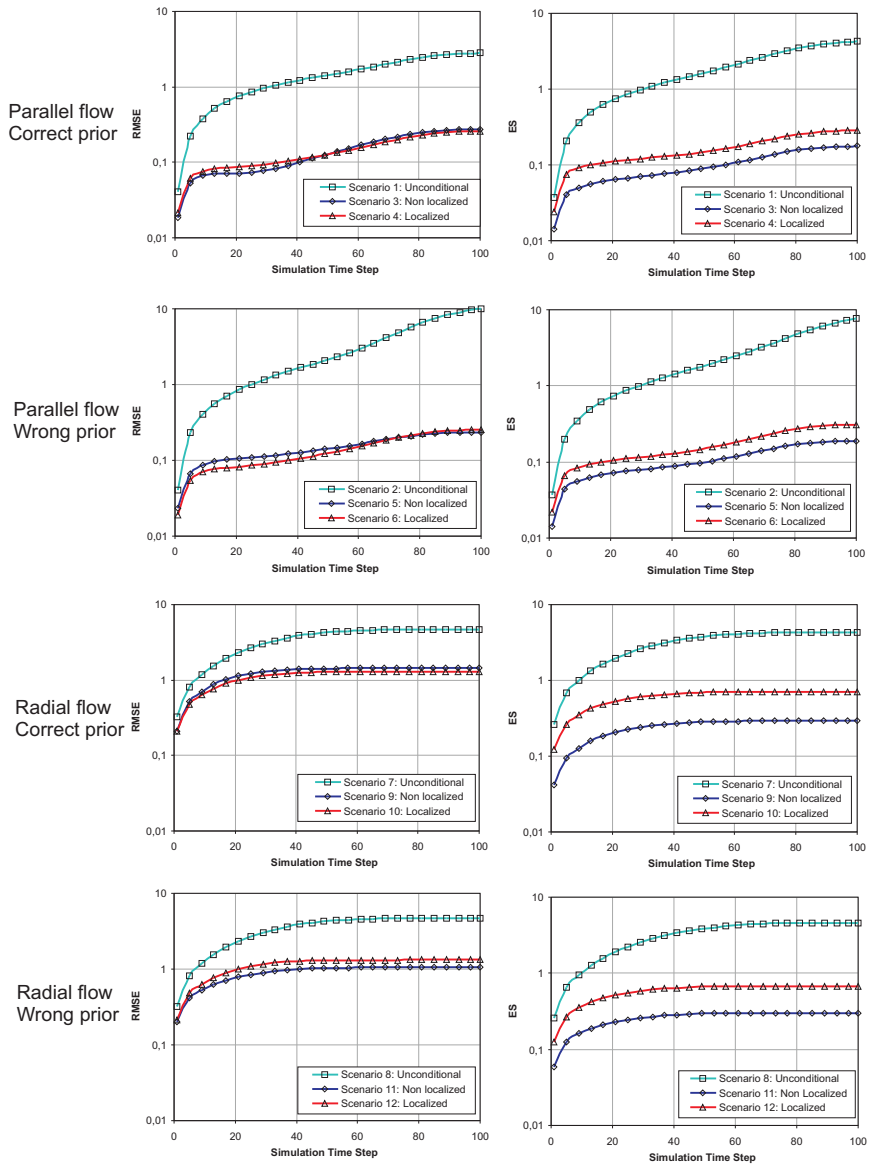 Parallel flow
Correct prior
RMSE
10
1
0,1
0,01
0 20 40 60 80 100
Simulation Time Step
Scenario 1: Unconditional
Scenario 3: Non localized
Scenario 4: Localized
ES
10
1
0,1
0,01
0 20 40 60 80 100
Simulation Time Step
Scenario 1: Unconditional
Scenario 3: Non localized
Scenario 4: Localized
Parallel flow
Wrong prior
RMSE
10
1
0,1
0,01
0 20 40 60 80 100
Simulation Time Step
Scenario 2: Unconditional
Scenario 5: Non localized
Scenario 6: Localized
ES
10
1
0,1
0,01
0 20 40 60 80 100
Simulation Time Step
Scenario 2: Unconditional
Scenario 5: Non localized
Scenario 6: Localized
Radial flow
Correct prior
RMSE
10
1
0,1
0,01
0 20 40 60 80 100
Simulation Time Step
Scenario 7: Unconditional
Scenario 9: Non localized
Scenario 10: Localized
ES
10
1
0,1
0,01
0 20 40 60 80 100
Simulation Time Step
Scenario 7: Unconditional
Scenario 9: Non localized
Scenario 10: Localized
Radial flow
Wrong prior
RMSE
10
1
0,1
0,01
0 20 40 60 80 100
Simulation Time Step
Scenario 8: Unconditional
Scenario 11: Non localized
Scenario 12: Localized
ES
10
1
0,1
0,01
0 20 40 60 80 100
Simulation Time Step
Scenario 8: Unconditional
Scenario 11: Non Localized
Scenario 12: Localized